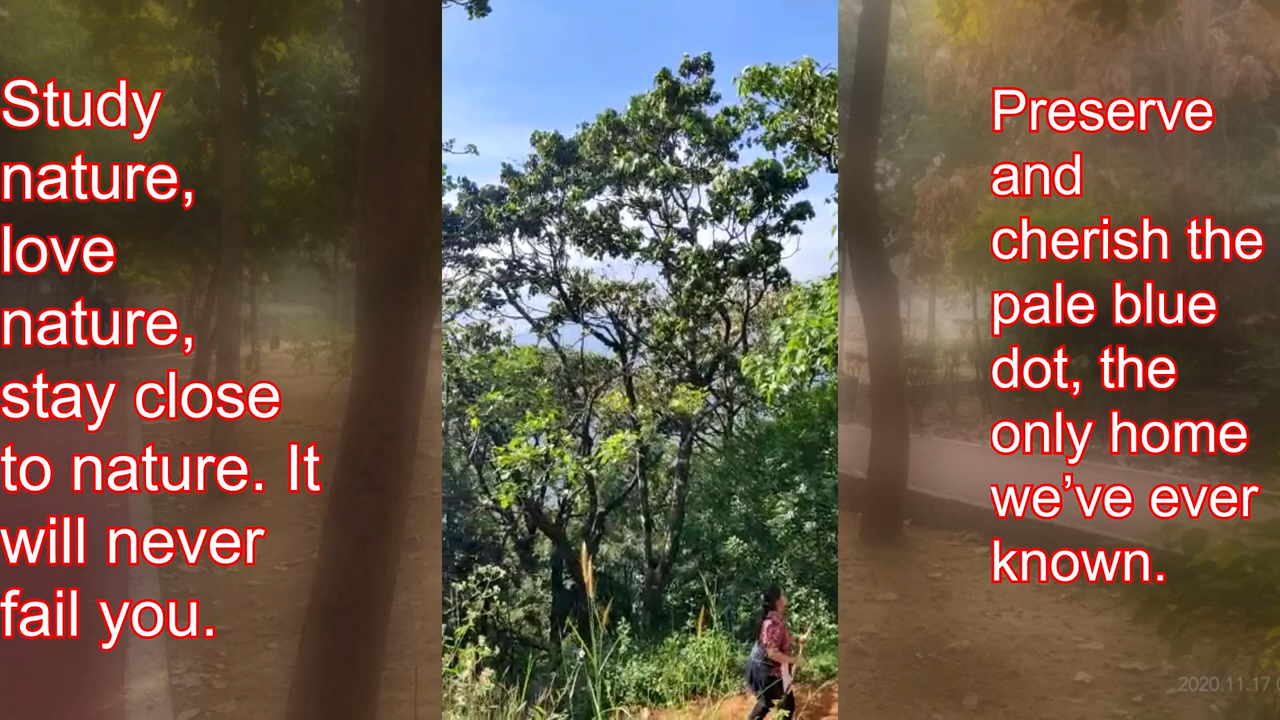 Study
nature,
love
nature,
stay close
to nature. It
will never
fail you.
Preserve
and
cherish the
pale blue
dot, the
only home
we’ve ever
known.
2020.11.17